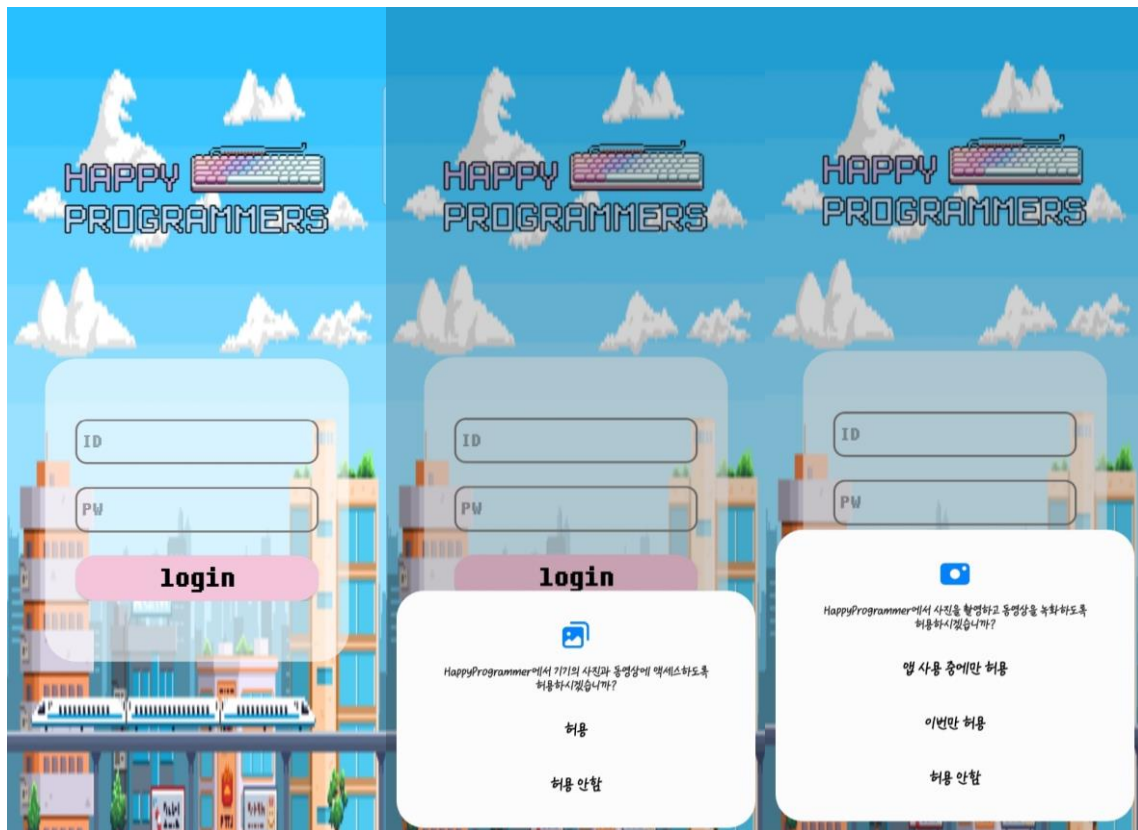 HAPPY
PROGRAMMERS
ID
PW
login
HAPPY
PROGRAMMERS
ID
PW
login
HappyProgrammer에서 기기의 사진과 동영상에 액세스하도록
허용하시겠습니까?
허용
허용 안함
HAPPY
PROGRAMMERS
ID
PW
HappyProgrammer에서 사진을 촬영하고 동영상을 녹화하도록
허용하시겠습니까?
앱 사용 중에만 허용
이번만 허용
허용 안함